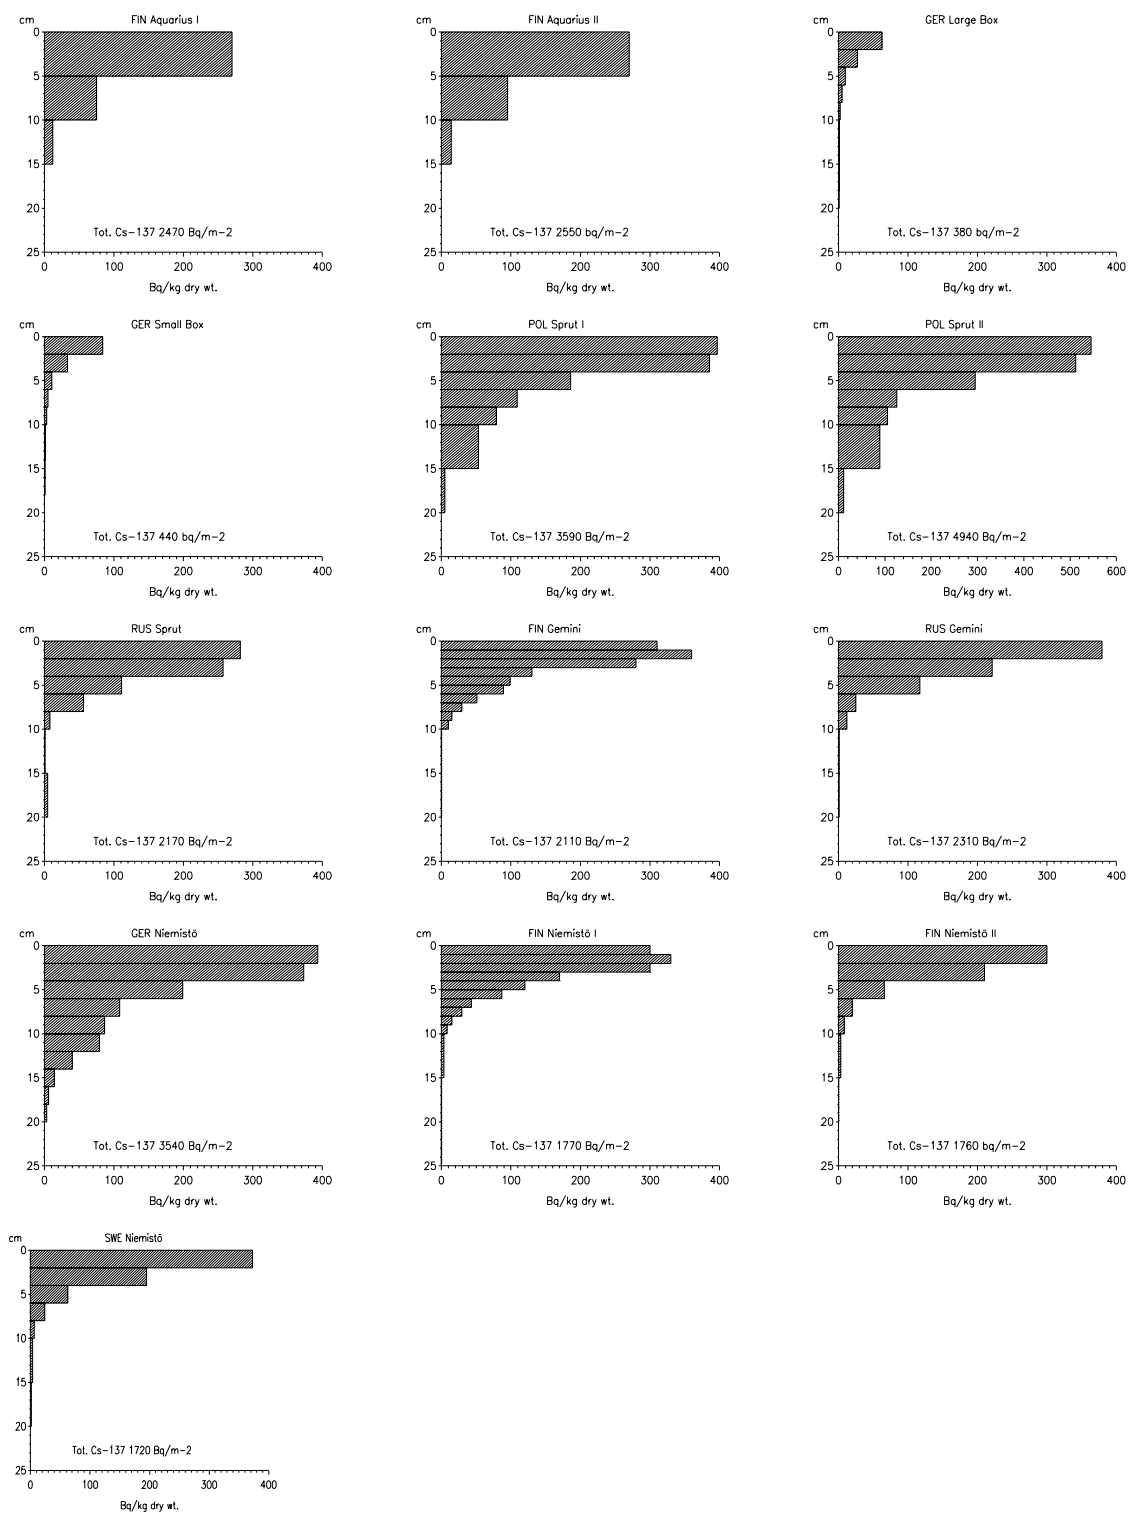 cm FIN Aquarius I
0
5
10
15
20
25
Tot. Cs-137 2470 Bq/m-2
0 100 200 300 400
Bq/kg dry wt.
cm FIN Aquarius II
0
5
10
15
20
25
Tot. Cs-137 2550 bq/m-2
0 100 200 300 400
Bq/kg dry wt.
cm GER Large Box
0
5
10
15
20
25
Tot. Cs-137 380 bq/m-2
0 100 200 300 400
Bq/kg dry wt.
cm GER Small Box
0
5
10
15
20
25
Tot. Cs-137 440 bq/m-2
0 100 200 300 400
Bq/kg dry wt.
cm POL Sprut I
0
5
10
15
20
25
Tot. Cs-137 3590 Bq/m-2
0 100 200 300 400
Bq/kg dry wt.
cm POL Sprut II
0
5
10
15
20
25
Tot. Cs-137 4940 Bq/m-2
0 100 200 300 400 500 600
Bq/kg dry wt.
cm RUS Sprut
0
5
10
15
20
25
Tot. Cs-137 2170 Bq/m-2
0 100 200 300 400
Bq/kg dry wt.
cm FIN Gemini
0
5
10
15
20
25
Tot. Cs-137 2110 Bq/m-2
0 100 200 300 400
Bq/kg dry wt.
cm RUS Gemini
0
5
10
15
20
25
Tot. Cs-137 2310 Bq/m-2
0 100 200 300 400
Bq/kg dry wt.
cm GER Niemistö
0
5
10
15
20
25
Tot. Cs-137 3540 Bq/m-2
0 100 200 300 400
Bq/kg dry wt.
cm FIN Niemistö I
0
5
10
15
20
25
Tot. Cs-137 1770 Bq/m-2
0 100 200 300 400
Bq/kg dry wt.
cm FIN Niemistö II
0
5
10
15
20
25
Tot. Cs-137 1760 bq/m-2
0 100 200 300 400
Bq/kg dry wt.
cm SWE Niemistö
0
5
10
15
20
25
Tot. Cs-137 1720 Bq/m-2
0 100 200 300 400
Bq/kg dry wt.